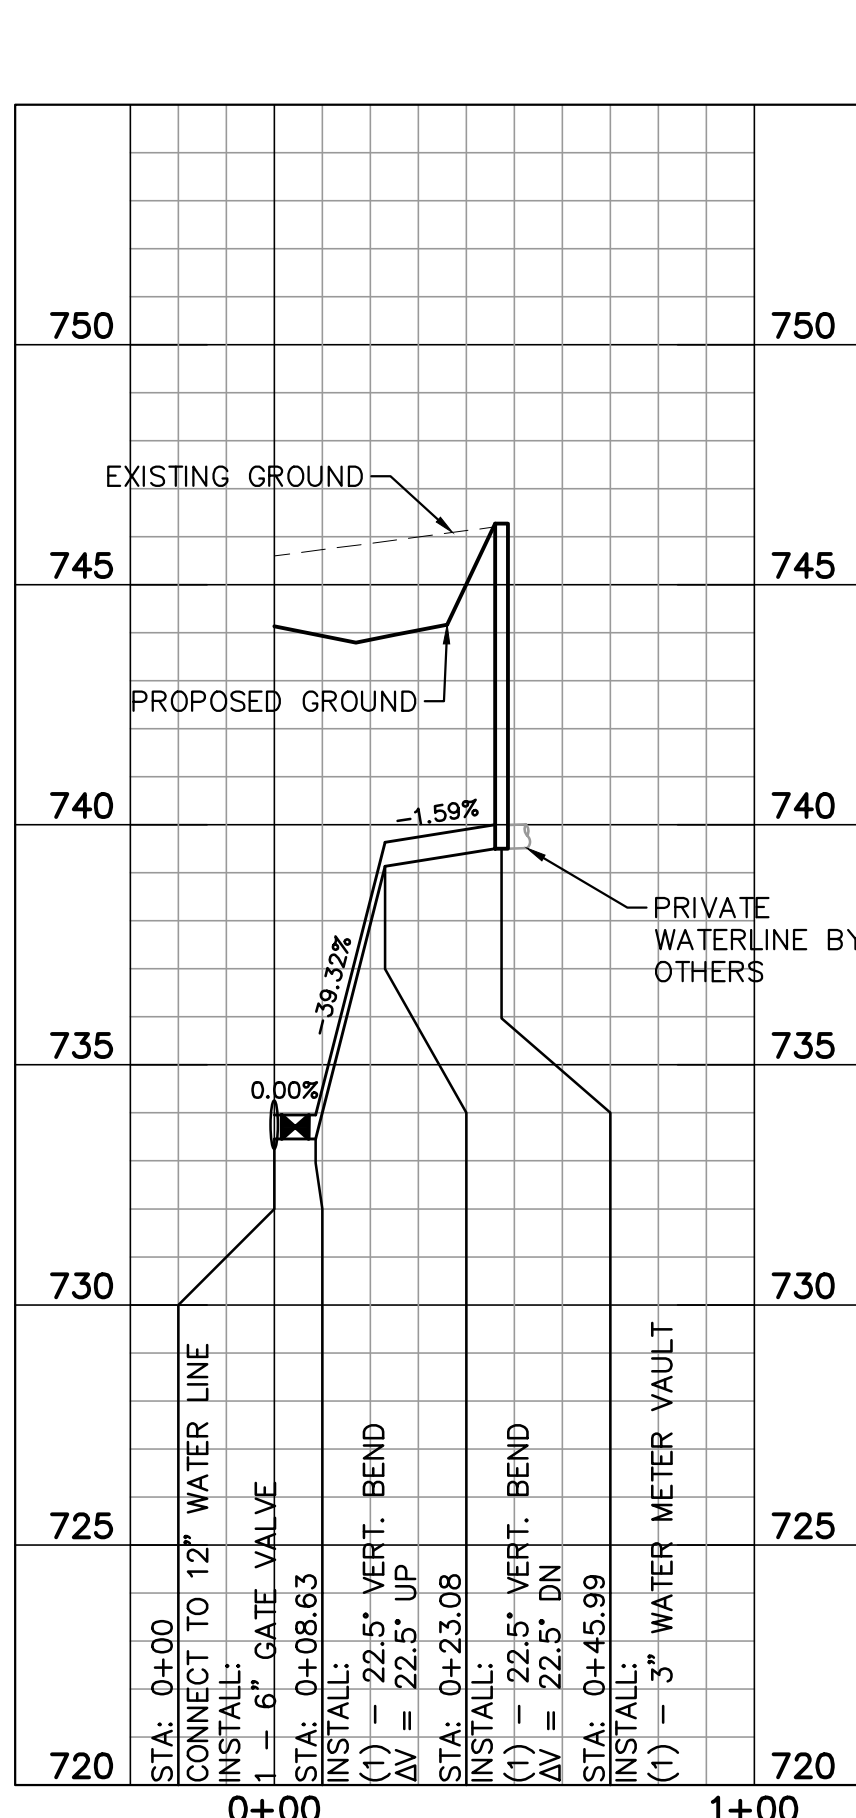 750 750
EXISTING GROUND
745 745
PROPOSED GROUND
740 740
-1.59%
PRIVATE
WATERLINE BY
OTHERS
-39.32%
735 735
0.00%
730 730
725 725
STA: 0+00
CONNECT TO 12" WATER LINE
INSTALL:
1 - 6" GATE VALVE
STA: 0+08.63
INSTALL:
(1) - 22.5° VERT. BEND
ΔV = 22.5° UP
STA: 0+23.08
INSTALL:
(1) - 22.5° VERT. BEND
ΔV = 22.5° DN
STA: 0+45.99
INSTALL:
(1) - 3" WATER METER VAULT
720 720
0+00 1+00